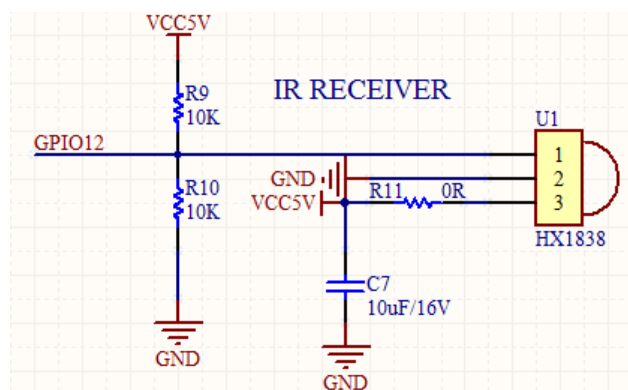 VCC5V
R9
10K
IR RECEIVER
U1
GPIO12
1
GND
2
R10
10K
VCC5V
R11 0R
3
HX1838
C7
10uF/16V
GND
GND